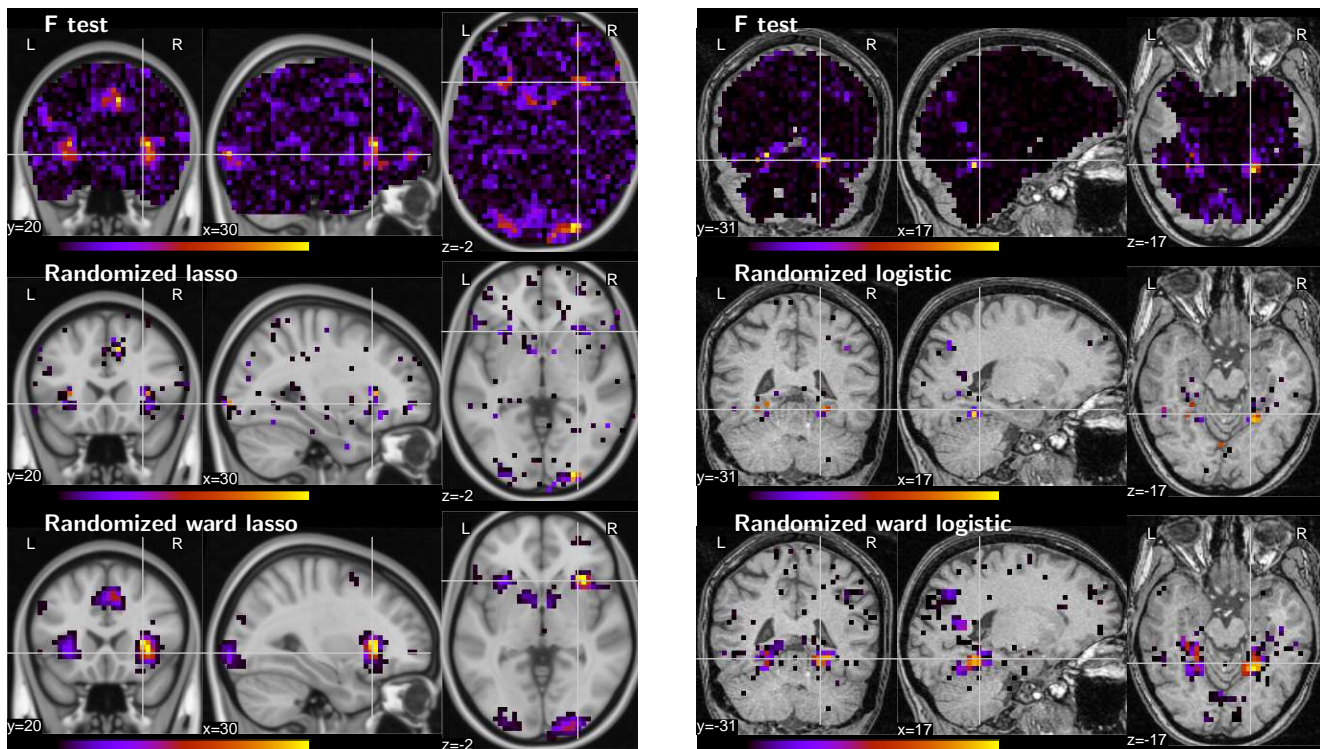 F test
L R L R
y=20 x=30 z=-2
Randomized lasso
L R L R
y=20 x=30 z=-2
Randomized ward lasso
L R L R
y=20 x=30 z=-2
F test
L R L R
y=-31 x=17 z=-17
Randomized logistic
L R L R
y=-31 x=17 z=-17
Randomized ward logistic
L R L R
y=-31 x=17 z=-17